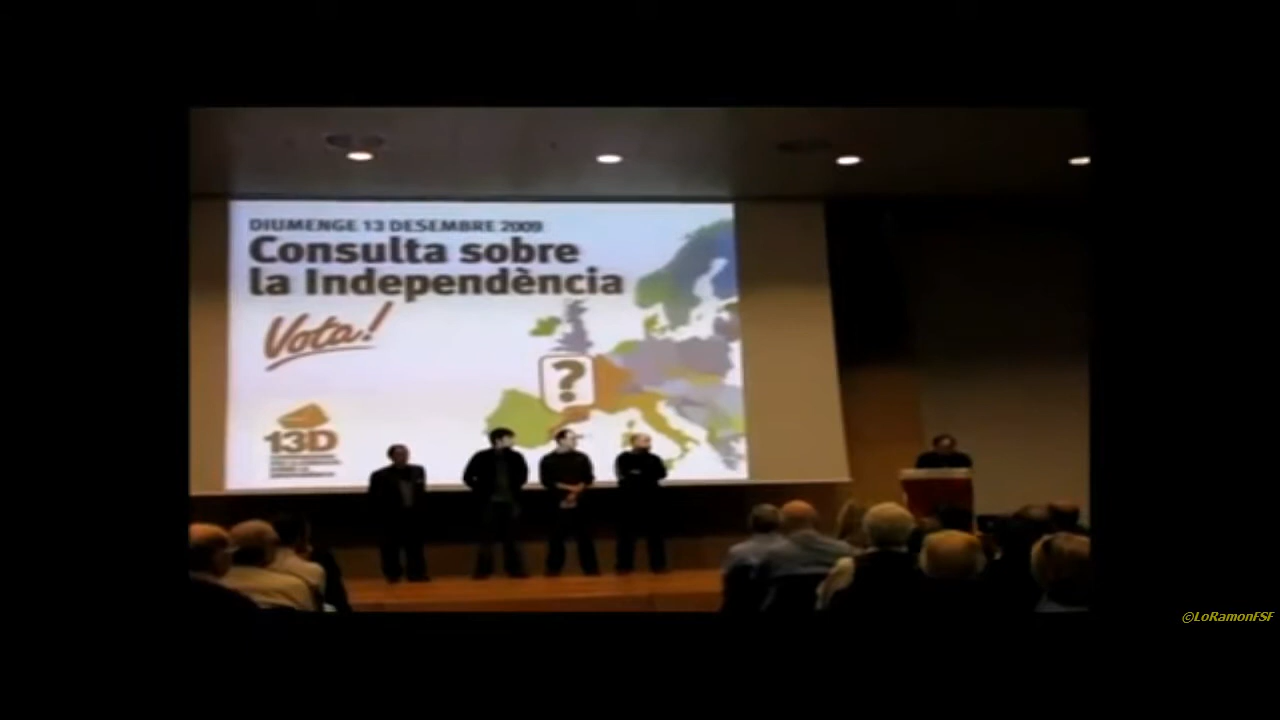 DIUMENGE 13 DESEMBRE 2009
Consulta sobre
la Independència
Vota!
?
13D
©LoRamonFSF